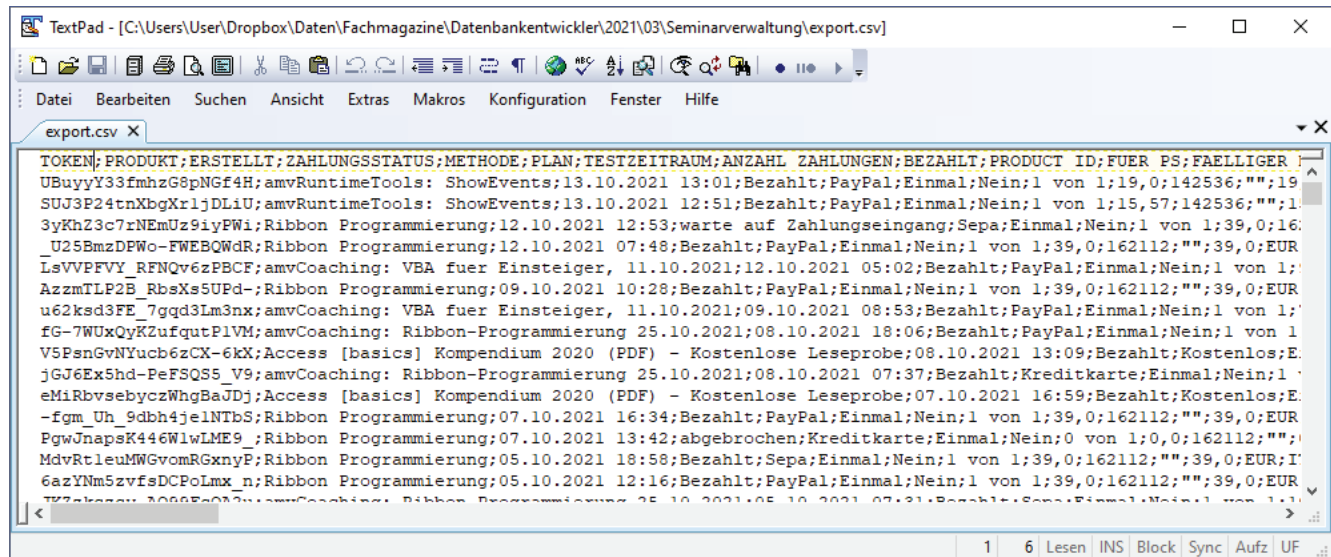 TextPad - [C:\Users\User\Dropbox\Daten\Fachmagazine\Datenbankentwickler\2021\03\Seminarverwaltung\export.csv]
Datei Bearbeiten Suchen Ansicht Extras Makros Konfiguration Fenster Hilfe
export.csv
TOKEN;PRODUKT;ERSTELLT;ZAHLUNGSSTATUS;METHODE;PLAN;TESTZEITRAUM;ANZAHL ZAHLUNGEN;BEZAHLT;PRODUCT ID;FUER PS;FAELLIGER
UBuyyY33fmhzG8pNGf4H;amvRuntimeTools: ShowEvents;13.10.2021 13:01;Bezahlt;PayPal;Einmal;Nein;1 von 1;19,0;142536;"";19
SUJ3P24tnXbgXr1jDLiU;amvRuntimeTools: ShowEvents;13.10.2021 12:51;Bezahlt;PayPal;Einmal;Nein;1 von 1;15,57;142536;"";1
3yKhZ3c7rNEmUz9iyPWi;Ribbon Programmierung;12.10.2021 12:53;warte auf Zahlungseingang;Sepa;Einmal;Nein;1 von 1;39,0;16
_U25BmzDPWo-FWEBQWdR;Ribbon Programmierung;12.10.2021 07:48;Bezahlt;PayPal;Einmal;Nein;1 von 1;39,0;162112;"";39,0;EUR
LsVVPFVY_RFNQv6zPBCF;amvCoaching: VBA fuer Einsteiger, 11.10.2021;12.10.2021 05:02;Bezahlt;PayPal;Einmal;Nein;1 von 1;
AzzmTLP2B_RbsXs5UPd-;Ribbon Programmierung;09.10.2021 10:28;Bezahlt;PayPal;Einmal;Nein;1 von 1;39,0;162112;"";39,0;EUR
u62ksd3FE_7gqd3Lm3nx;amvCoaching: VBA fuer Einsteiger, 11.10.2021;09.10.2021 08:53;Bezahlt;PayPal;Einmal;Nein;1 von 1;
fG-7WUxQyKZufqutP1VM;amvCoaching: Ribbon-Programmierung 25.10.2021;08.10.2021 18:06;Bezahlt;PayPal;Einmal;Nein;1 von 1
V5PsnGvNYucb6zCX-6kX;Access [basics] Kompendium 2020 (PDF) - Kostenlose Leseprobe;08.10.2021 13:09;Bezahlt;Kostenlos;E
jGJ6Ex5hd-PeFSQS5_V9;amvCoaching: Ribbon-Programmierung 25.10.2021;08.10.2021 07:37;Bezahlt;Kreditkarte;Einmal;Nein;1
eMiRbvsebyczWhgBaJDj;Access [basics] Kompendium 2020 (PDF) - Kostenlose Leseprobe;07.10.2021 16:59;Bezahlt;Kostenlos;E
-fgm_Uh_9dbh4je1NTbS;Ribbon Programmierung;07.10.2021 16:34;Bezahlt;PayPal;Einmal;Nein;1 von 1;39,0;162112;"";39,0;EUR
PgwJnapsK446W1wLME9_;Ribbon Programmierung;07.10.2021 13:42;abgebrochen;Kreditkarte;Einmal;Nein;0 von 1;0,0;162112;"";
MdvRtleuMWGvomRGxnyP;Ribbon Programmierung;05.10.2021 18:58;Bezahlt;Sepa;Einmal;Nein;1 von 1;39,0;162112;"";39,0;EUR;
6azYNm5zvfsDCPoLmx_n;Ribbon Programmierung;05.10.2021 12:16;Bezahlt;PayPal;Einmal;Nein;1 von 1;39,0;162112;"";39,0;EUR
1 6 Lesen INS Block Sync Aufz UF